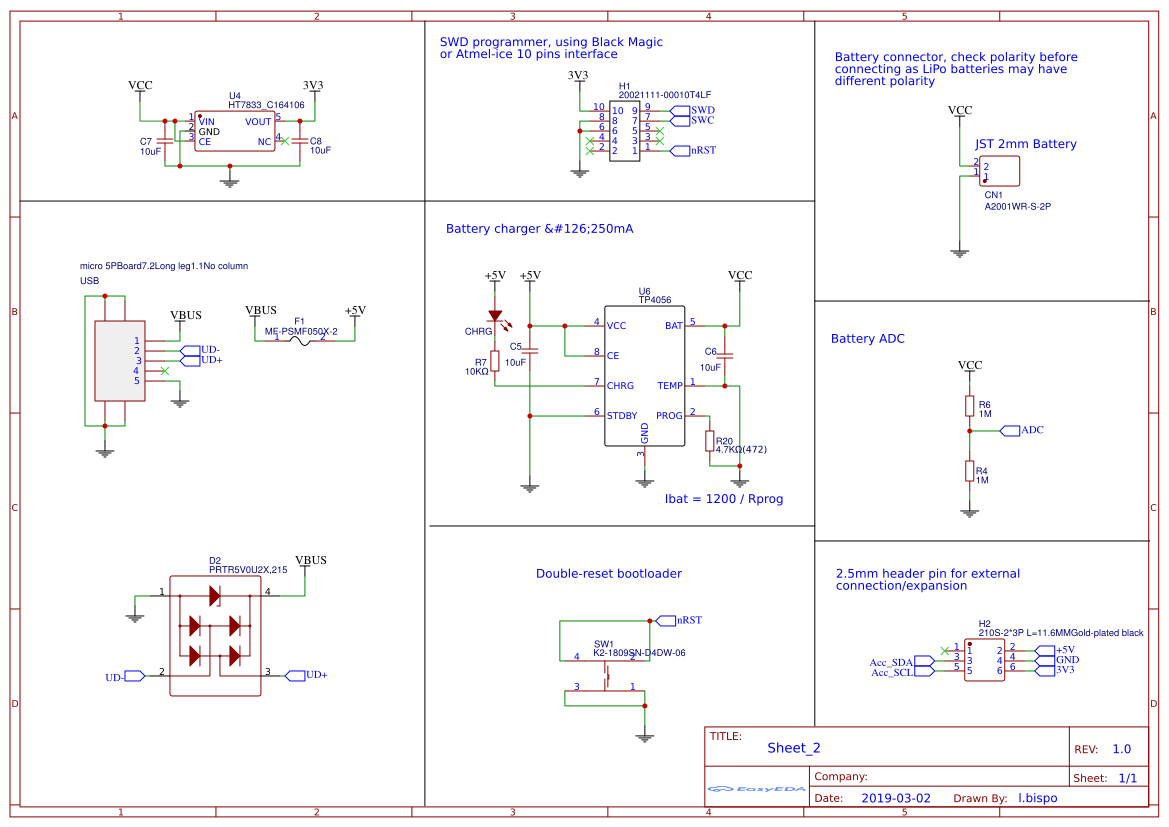 1 2 3 4 5
A
B
C
D
A
B
C
D
1 2 3 4 5
VCC
3V3
U4
HT7833_C164106
1 VIN VOUT 5
2 GND
3 CE NC 4
C7
10uF
C8
10uF
SWD programmer, using Black Magic
or Atmel-ice 10 pins interface
3V3
H1
20021111-00010T4LF
10 10 9 9 SWD
8 8 7 7 SWC
6 6 5 5
4 4 3 3
2 2 1 1 nRST
Battery connector, check polarity before
connecting as LiPo batteries may have
different polarity
VCC
JST 2mm Battery
2 2
1 1
CN1
A2001WR-S-2P
micro 5PBoard7.2Long leg1.1No column
USB
VBUS
1
2 UD-
3 UD+
4
5
VBUS
+5V
F1
ME-PSMF050X-2
1 2
Battery charger &#126;250mA
+5V +5V
VCC
U6
TP4056
CHRG
R7
10KΩ
C5
10uF
4 VCC BAT 5
8 CE
7 CHRG TEMP 1
6 STDBY PROG 2
GND
3
C6
10uF
R20
4.7KΩ(472)
Ibat = 1200 / Rprog
Battery ADC
VCC
R6
1M
ADC
R4
1M
D2
PRTR5V0U2X,215
VBUS
1 4
UD- 2 3 UD+
Double-reset bootloader
nRST
SW1
K2-1809SN-D4DW-06
4 2
3 1
2.5mm header pin for external
connection/expansion
H2
210S-2*3P L=11.6MMGold-plated black
1 1 2 2 +5V
Acc_SDA 3 3 4 4 GND
Acc_SCL 5 5 6 6 3V3
TITLE:
Sheet_2
REV: 1.0
Company:
Sheet: 1/1
EasyEDA
Date: 2019-03-02 Drawn By: l.bispo